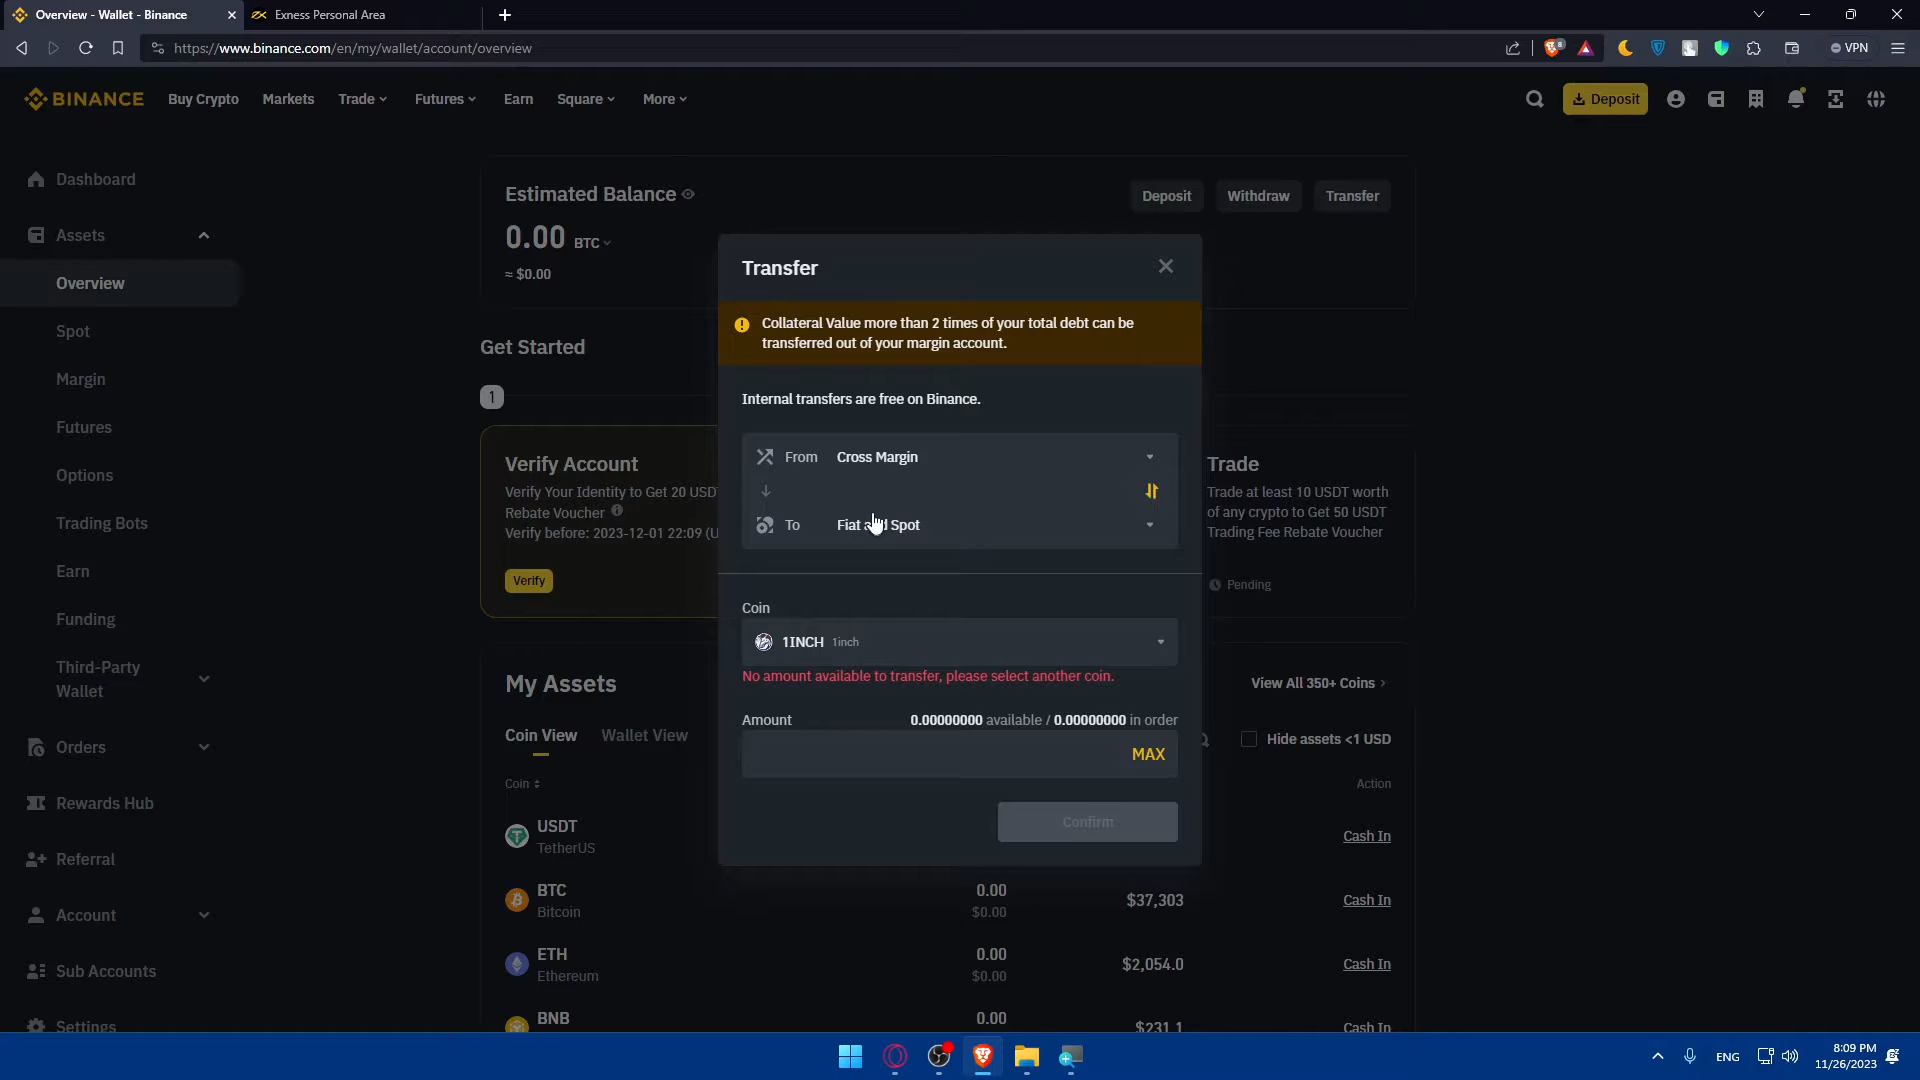 Overview - Wallet - Binance
Exness Personal Area
https://www.binance.com/en/my/wallet/account/overview
8
VPN
BINANCE
Buy Crypto
Markets
Trade
Futures
Earn
Square
More
Deposit
Dashboard
Assets
Overview
Spot
Margin
Futures
Options
Trading Bots
Earn
Funding
Third-Party
Wallet
Orders
Rewards Hub
Referral
Account
Sub Accounts
Settings
Estimated Balance
Deposit
Withdraw
Transfer
0.00 BTC
≈ $0.00
Get Started
1
Verify Account
Verify Your Identity to Get 20 USD
Rebate Voucher
Verify before: 2023-12-01 22:09 (U
Verify
Trade
Trade at least 10 USDT worth
of any crypto to Get 50 USDT
Trading Fee Rebate Voucher
Pending
Transfer
Collateral Value more than 2 times of your total debt can be
transferred out of your margin account.
Internal transfers are free on Binance.
From Cross Margin
To Fiat and Spot
Coin
1INCH 1inch
No amount available to transfer, please select another coin.
Amount 0.00000000 available / 0.00000000 in order
MAX
Confirm
My Assets
View All 350+ Coins
Coin View
Wallet View
Hide assets <1 USD
Coin
Action
USDT
TetherUS
Cash In
BTC
Bitcoin
0.00
$0.00
$37,303
Cash In
ETH
Ethereum
0.00
$0.00
$2,054.0
Cash In
BNB
0.00
$231.1
Cash In
ENG
8:09 PM
11/26/2023